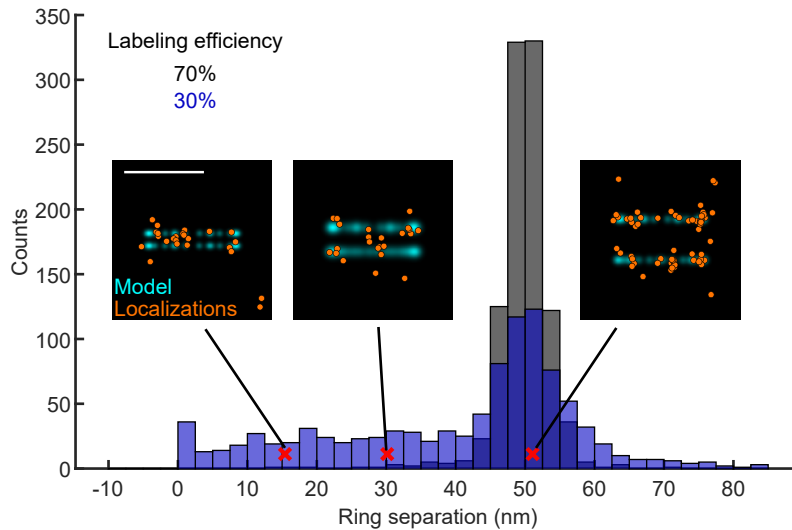 350
300
250
200
150
100
50
0
Counts
Labeling efficiency
70%
30%
Model
Localizations
-10 0 10 20 30 40 50 60 70 80
Ring separation (nm)